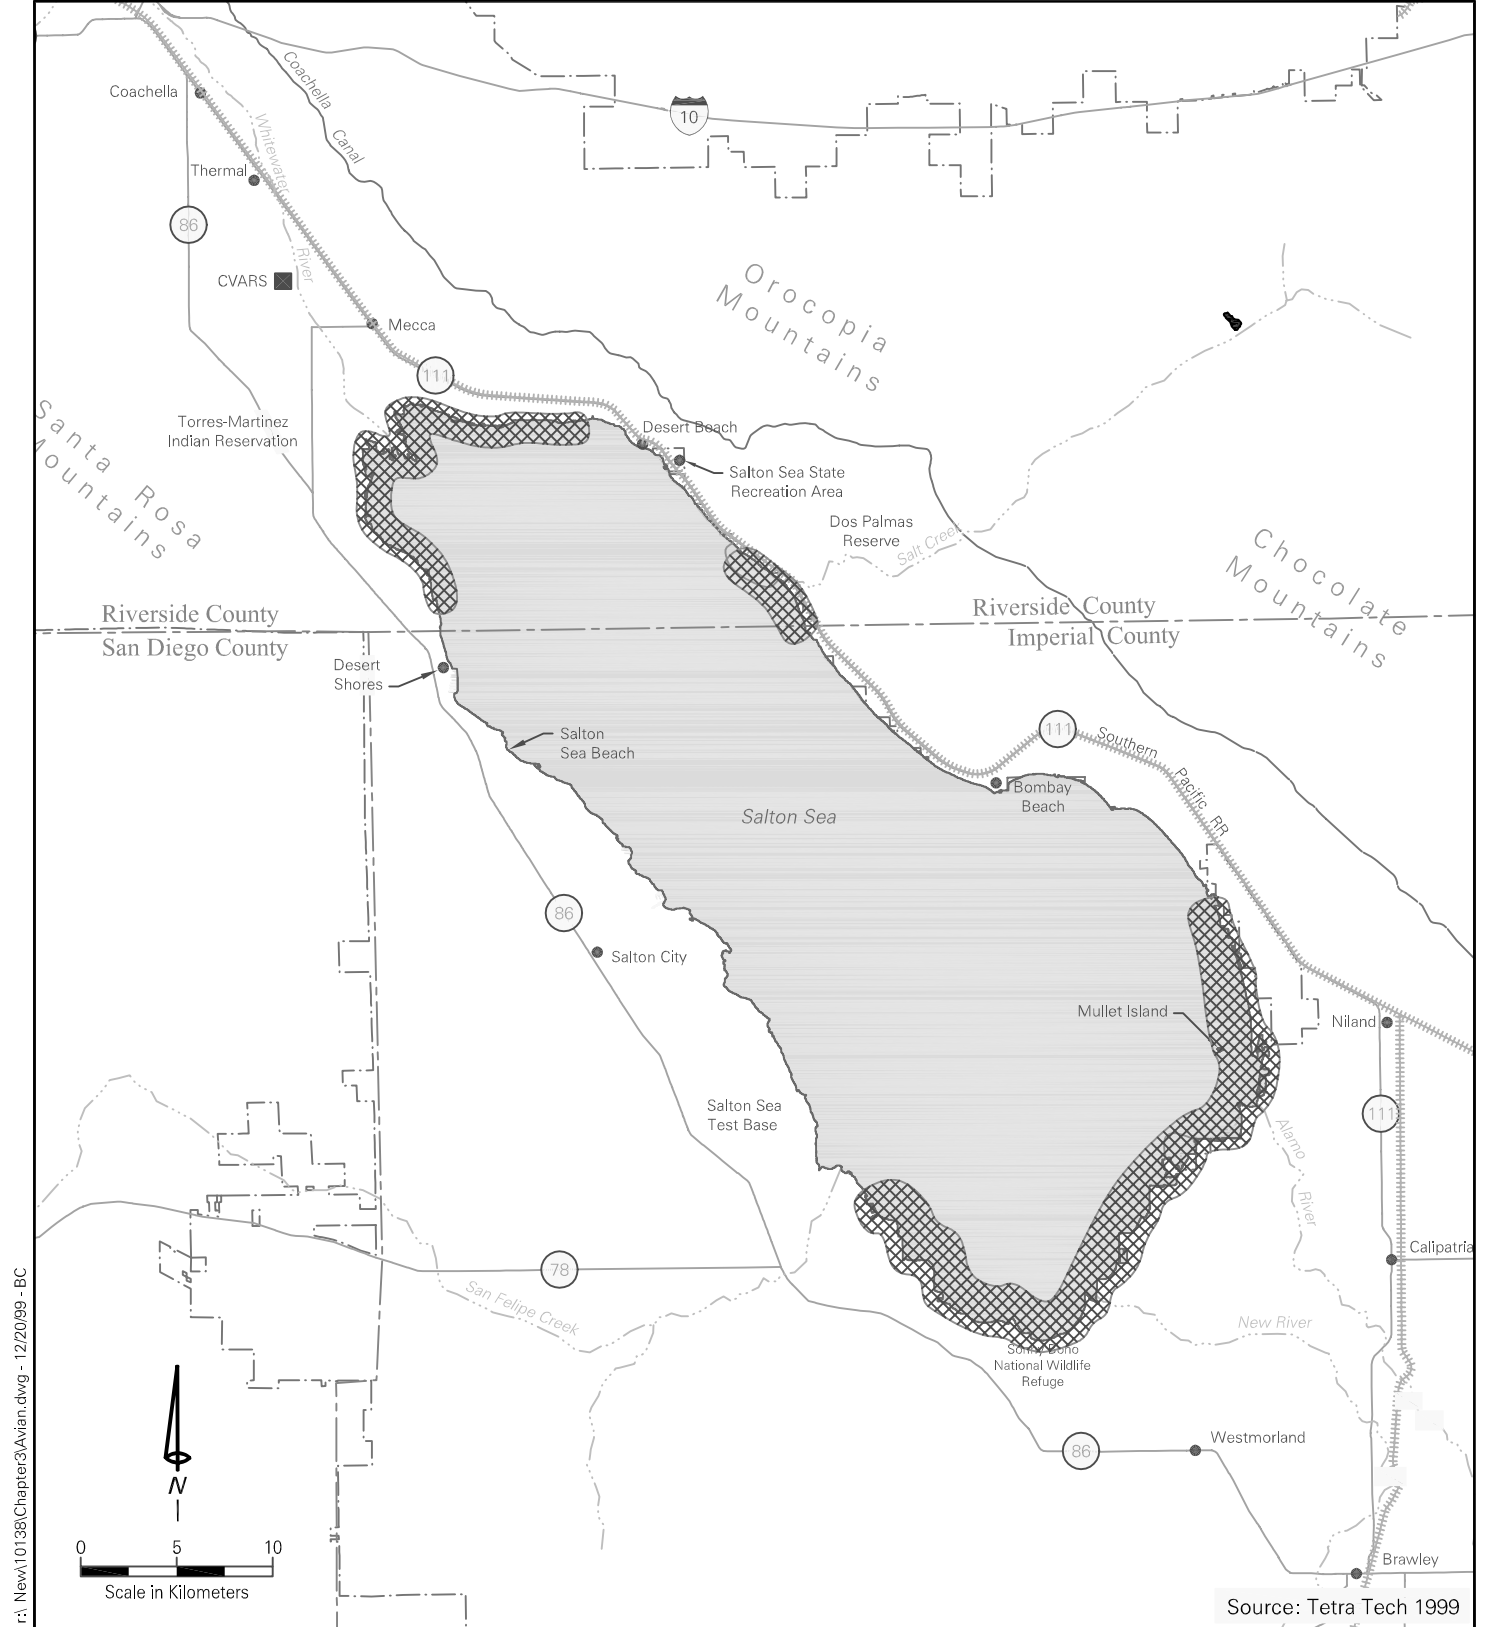 Coachella
Canal
Coachella
10
Whitewater
River
Thermal
86
CVARS
Orocopia
Mountains
Mecca
111
Torres-Martinez
Indian Reservation
Santa Rosa
Mountains
Desert Beach
Salton Sea State
Recreation Area
Dos Palmas
Reserve
Salt Creek
Chocolate
Mountains
Riverside County
San Diego County
Riverside County
Imperial County
Desert
Shores
Salton
Sea Beach
111
Southern
Pacific RR
Bombay
Beach
Salton Sea
86
Salton City
Mullet Island
Niland
Salton Sea
Test Base
111
Alamo
River
Calipatria
78
San Felipe Creek
New River
Sonny Bono
National Wildlife
Refuge
86
Westmorland
N
0 5 10
Scale in Kilometers
Brawley
Source: Tetra Tech 1999
r:\ New\10138\Chapter3\Avian.dwg - 12/20/99 - BC